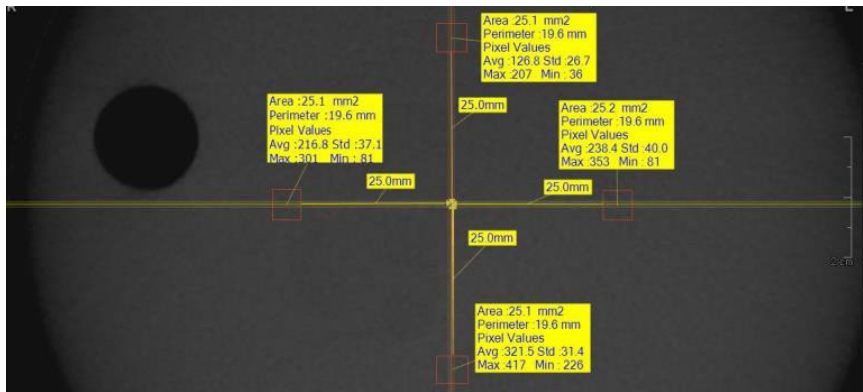 R
L
Area :25.1 mm2
Perimeter :19.6 mm
Pixel Values
Avg :126.8 Std :26.7
Max :207 Min : 36
25.0mm
Area :25.1 mm2
Perimeter :19.6 mm
Pixel Values
Avg :216.8 Std :37.1
Max :301 Min : 81
Area :25.2 mm2
Perimeter :19.6 mm
Pixel Values
Avg :238.4 Std :40.0
Max :353 Min : 81
25.0mm
25.0mm
25.0mm
Area :25.1 mm2
Perimeter :19.6 mm
Pixel Values
Avg :321.5 Std :31.4
Max :417 Min : 226